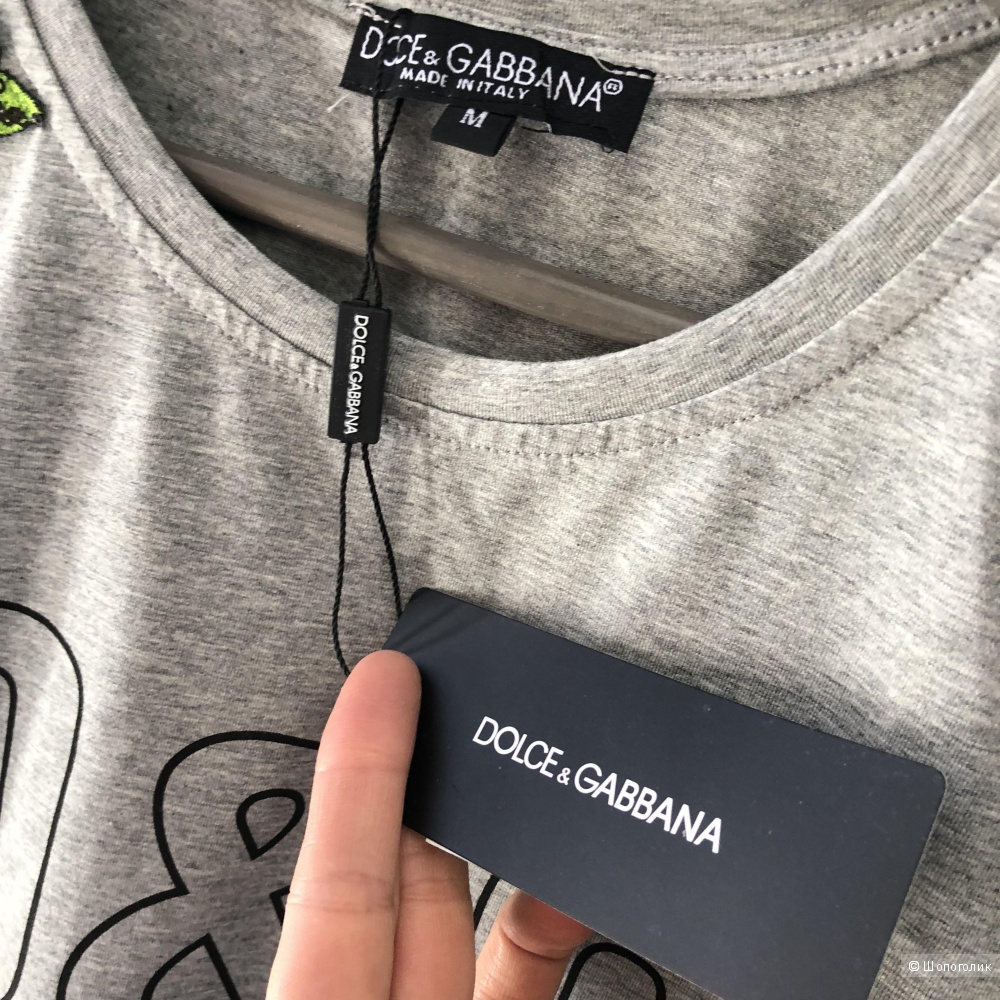 DOLCE & GABBANA®
MADE IN ITALY
M
DOLCE & GABBANA
DOLCE & GABBANA
&
© Шопоголик